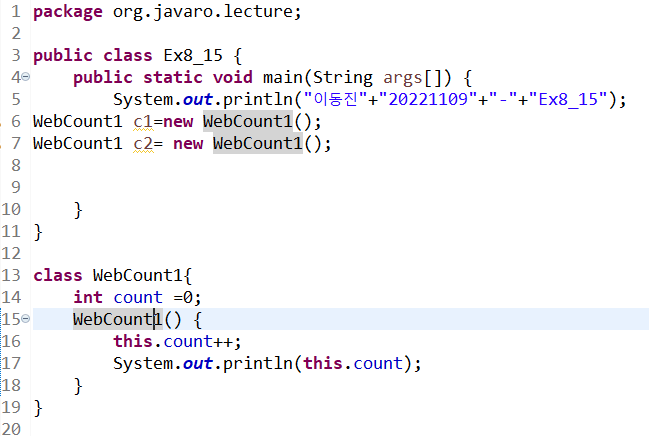 1 package org.javaro.lecture;
2
3 public class Ex8_15 {
4     public static void main(String args[]) {
5         System.out.println("이동진"+"20221109"+"-"+"Ex8_15");
6 WebCount1 c1=new WebCount1();
7 WebCount1 c2= new WebCount1();
8
9
10     }
11 }
12
13 class WebCount1{
14     int count =0;
15     WebCount1() {
16         this.count++;
17         System.out.println(this.count);
18     }
19 }
20